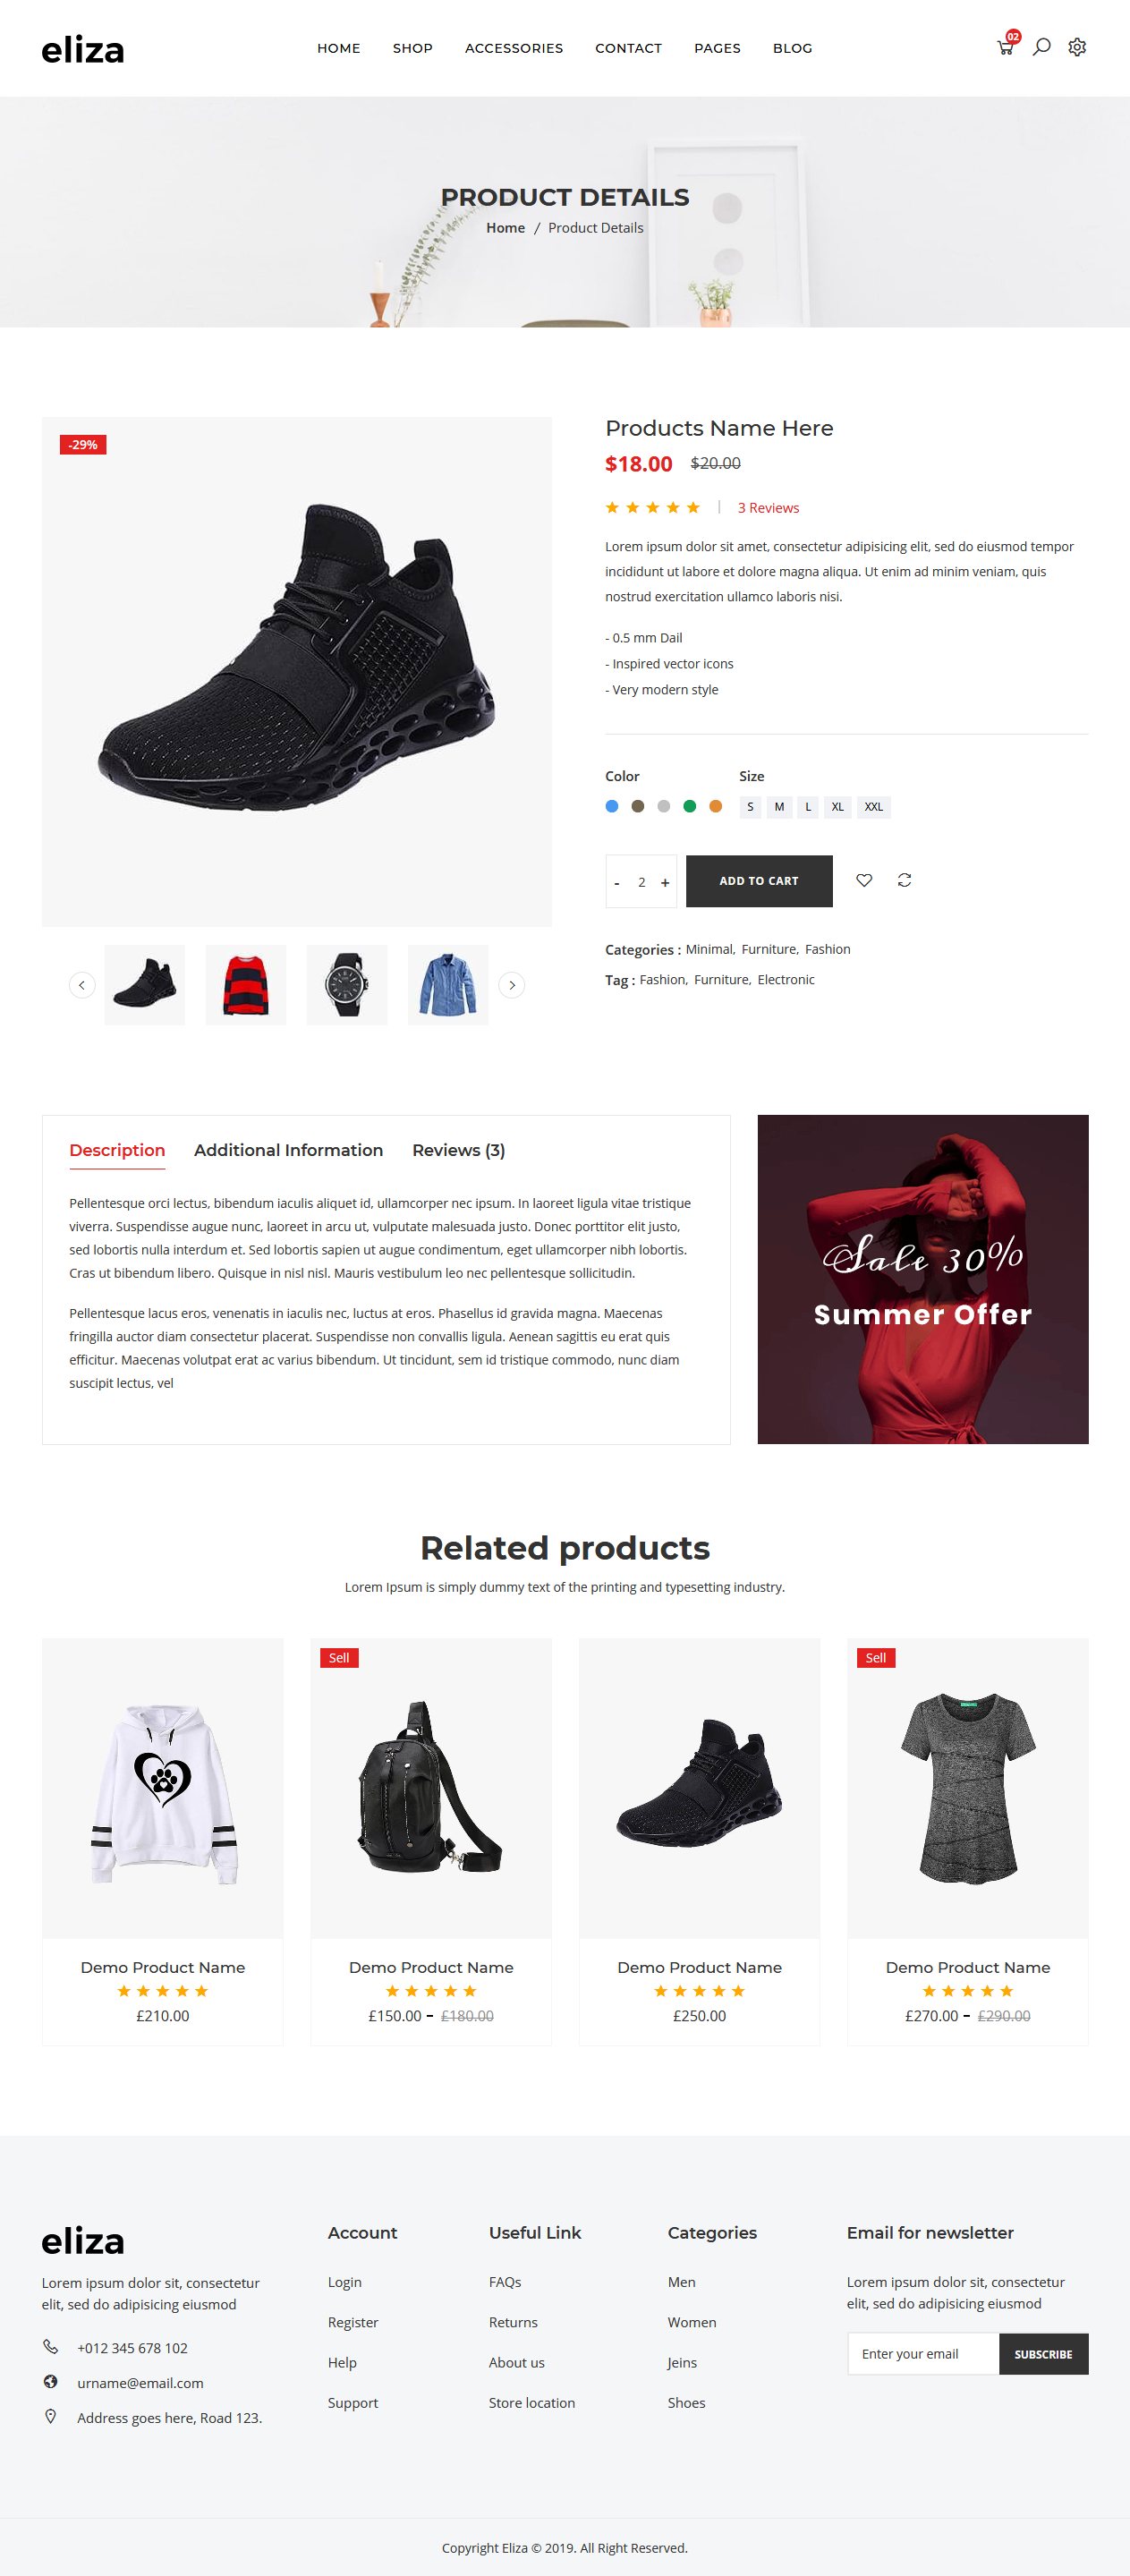 eliza
HOME SHOP ACCESSORIES CONTACT PAGES BLOG
02
PRODUCT DETAILS
Home / Product Details
-29%
Products Name Here
$18.00 $20.00
3 Reviews
Lorem ipsum dolor sit amet, consectetur adipisicing elit, sed do eiusmod tempor
incididunt ut labore et dolore magna aliqua. Ut enim ad minim veniam, quis
nostrud exercitation ullamco laboris nisi.
- 0.5 mm Dail
- Inspired vector icons
- Very modern style
Color Size
S M L XL XXL
- 2 + ADD TO CART
Categories : Minimal, Furniture, Fashion
Tag : Fashion, Furniture, Electronic
Description Additional Information Reviews (3)
Pellentesque orci lectus, bibendum iaculis aliquet id, ullamcorper nec ipsum. In laoreet ligula vitae tristique
viverra. Suspendisse augue nunc, laoreet in arcu ut, vulputate malesuada justo. Donec porttitor elit justo,
sed lobortis nulla interdum et. Sed lobortis sapien ut augue condimentum, eget ullamcorper nibh lobortis.
Cras ut bibendum libero. Quisque in nisl nisl. Mauris vestibulum leo nec pellentesque sollicitudin.
Pellentesque lacus eros, venenatis in iaculis nec, luctus at eros. Phasellus id gravida magna. Maecenas
fringilla auctor diam consectetur placerat. Suspendisse non convallis ligula. Aenean sagittis eu erat quis
efficitur. Maecenas volutpat erat ac varius bibendum. Ut tincidunt, sem id tristique commodo, nunc diam
suscipit lectus, vel
Sale 30%
Summer Offer
Related products
Lorem Ipsum is simply dummy text of the printing and typesetting industry.
Sell Sell
Demo Product Name Demo Product Name Demo Product Name Demo Product Name
£210.00 £150.00 - £180.00 £250.00 £270.00 - £290.00
eliza
Lorem ipsum dolor sit, consectetur
elit, sed do adipisicing eiusmod
+012 345 678 102
urname@email.com
Address goes here, Road 123.
Account
Login
Register
Help
Support
Useful Link
FAQs
Returns
About us
Store location
Categories
Men
Women
Jeins
Shoes
Email for newsletter
Lorem ipsum dolor sit, consectetur
elit, sed do adipisicing eiusmod
Enter your email SUBSCRIBE
Copyright Eliza © 2019. All Right Reserved.